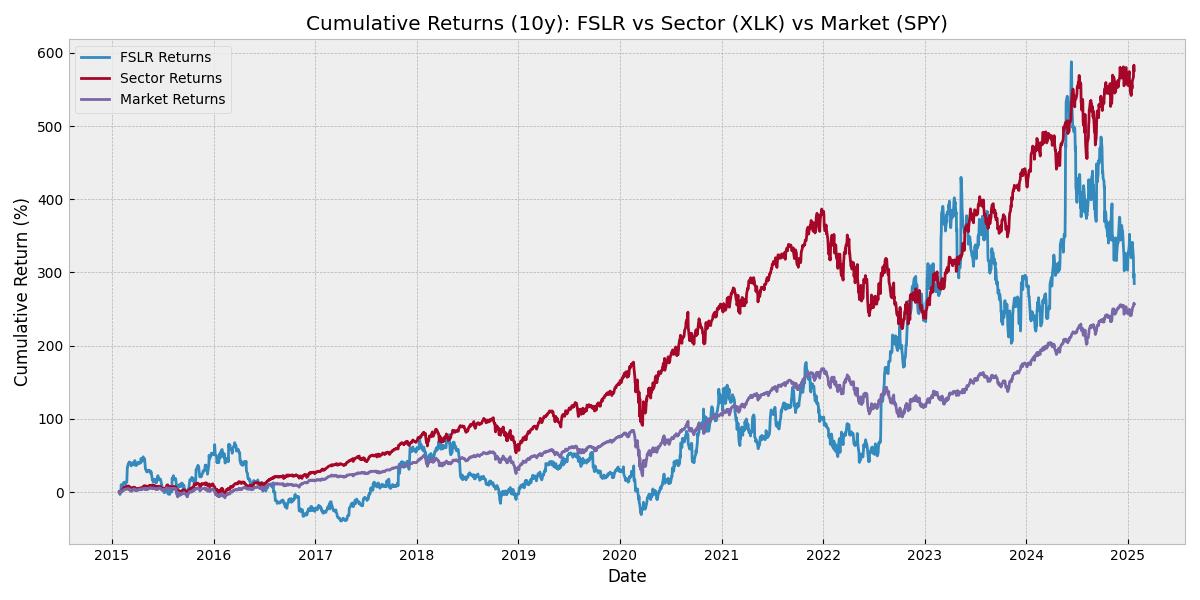 Cumulative Returns (10y): FSLR vs Sector (XLK) vs Market (SPY)
FSLR Returns
Sector Returns
Market Returns
Cumulative Return (%)
600
500
400
300
200
100
0
2015 2016 2017 2018 2019 2020 2021 2022 2023 2024 2025
Date